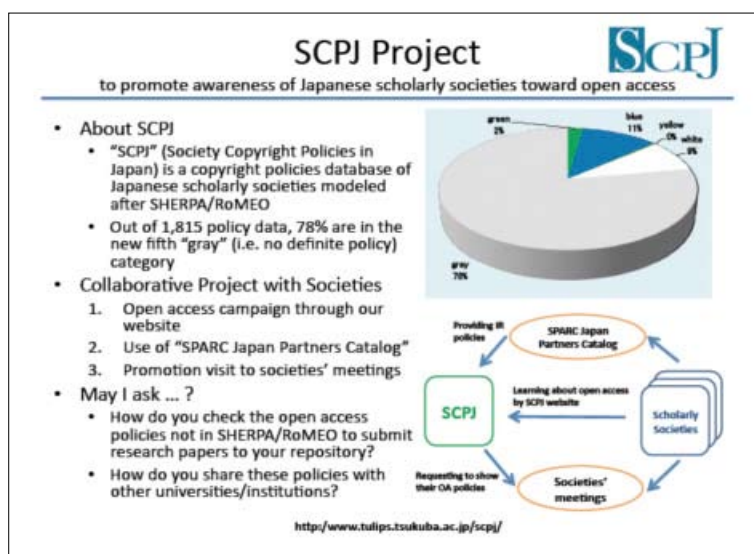 SCPJ Project
SCPJ
to promote awareness of Japanese scholarly societies toward open access
• About SCPJ
• "SCPJ" (Society Copyright Policies in
Japan) is a copyright policies database of
Japanese scholarly societies modeled
after SHERPA/RoMEO
• Out of 1,815 policy data, 78% are in the
new fifth "gray" (i.e. no definite policy)
category
• Collaborative Project with Societies
1. Open access campaign through our
website
2. Use of "SPARC Japan Partners Catalog"
3. Promotion visit to societies' meetings
• May I ask ... ?
• How do you check the open access
policies not in SHERPA/RoMEO to submit
research papers to your repository?
• How do you share these policies with
other universities/institutions?
green
2%
blue
11%
yellow
0%
white
9%
gray
78%
Providing IR
policies
SPARC Japan
Partners Catalog
SCPJ
Learning about open access
by SCPJ website
Scholarly
Societies
Requesting to show
their OA policies
Societies'
meetings
http:/www.tulips.tsukuba.ac.jp/scpj/